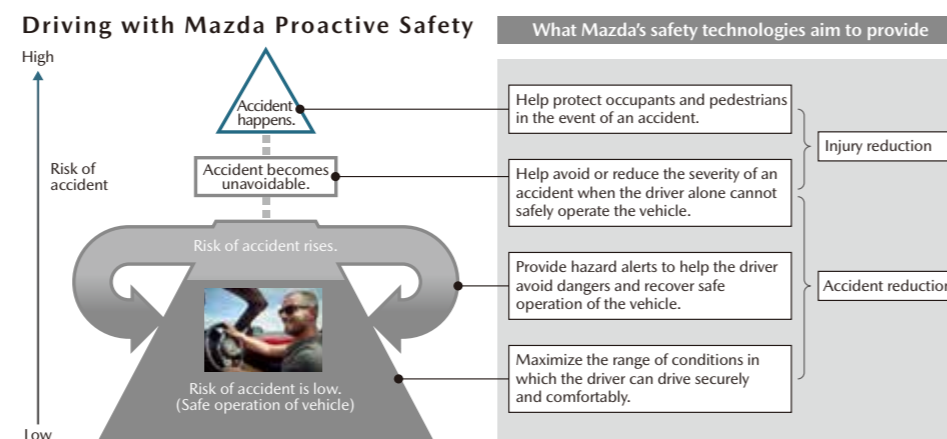 Driving with Mazda Proactive Safety
What Mazda's safety technologies aim to provide
High
Risk of
accident
Low
Accident
happens.
Accident becomes
unavoidable.
Risk of accident rises.
Risk of accident is low.
(Safe operation of vehicle)
Help protect occupants and pedestrians
in the event of an accident.
Help avoid or reduce the severity of an
accident when the driver alone cannot
safely operate the vehicle.
Provide hazard alerts to help the driver
avoid dangers and recover safe
operation of the vehicle.
Maximize the range of conditions in
which the driver can drive securely
and comfortably.
Injury reduction
Accident reduction